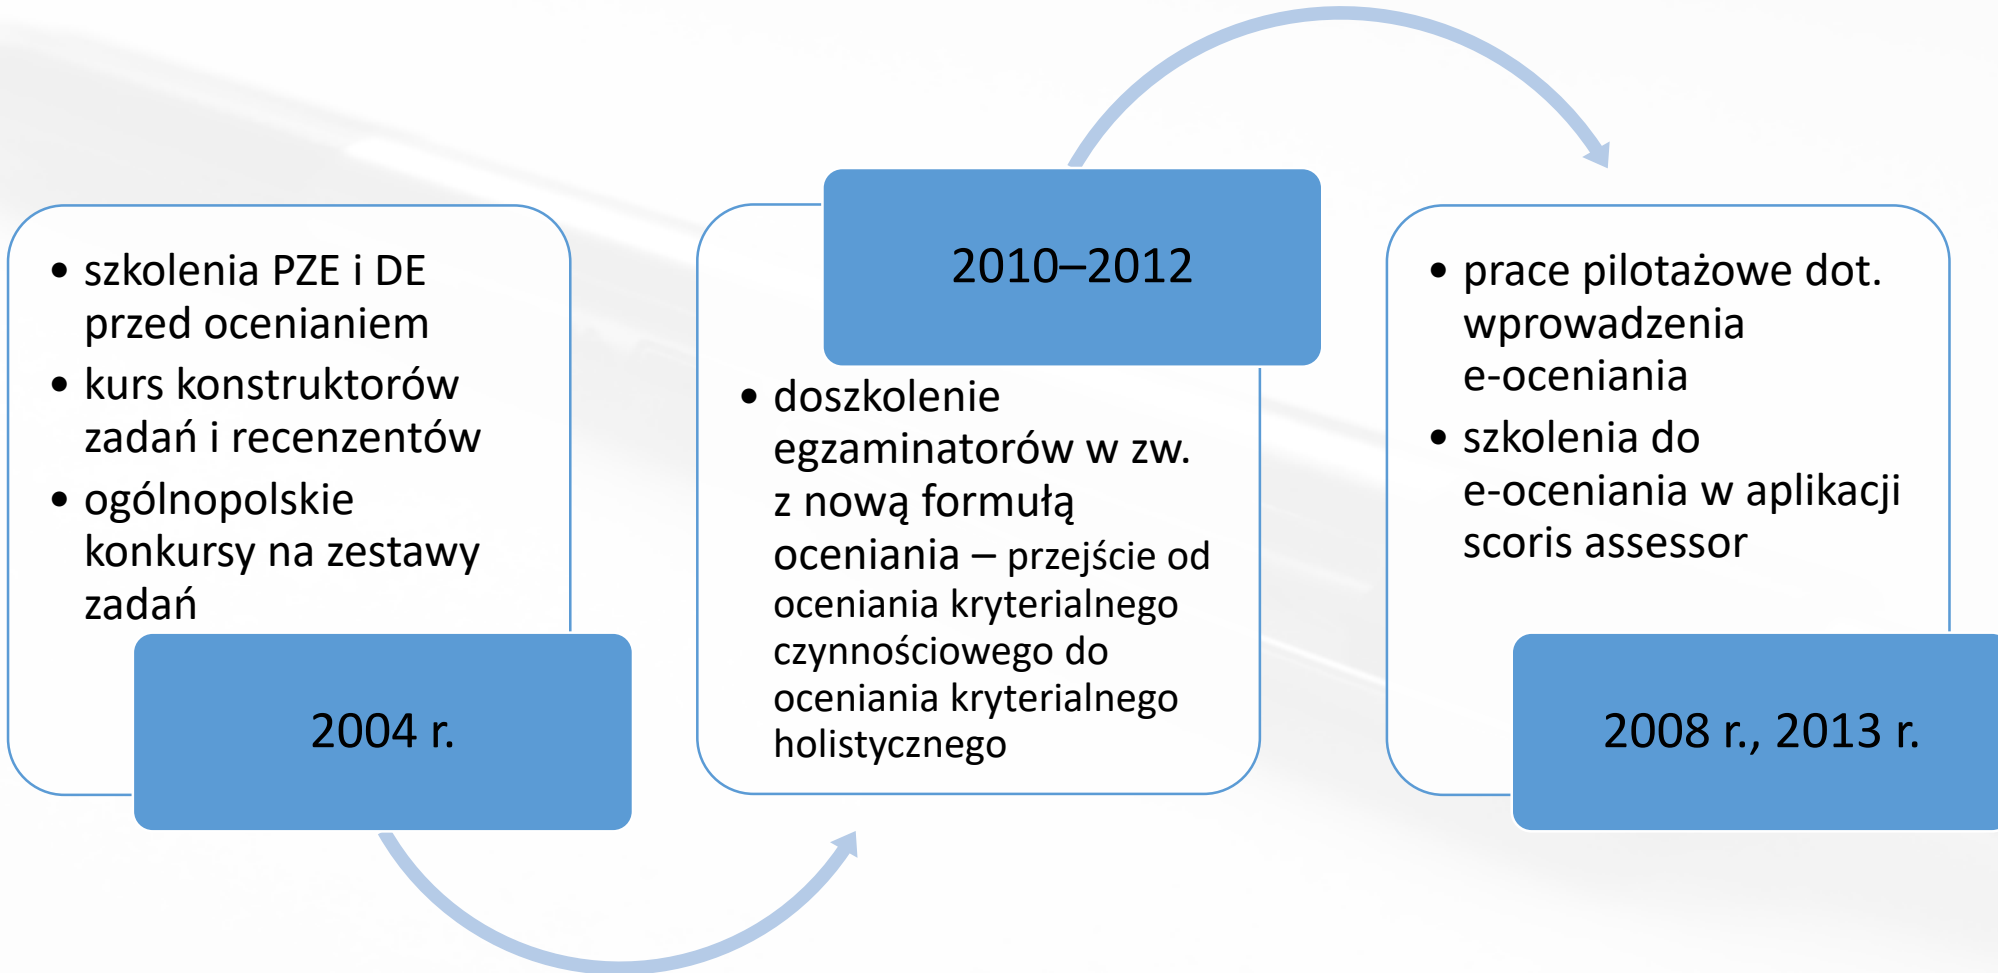 • szkolenia PZE i DE
przed ocenianiem
• kurs konstruktorów
zadań i recenzentów
• ogólnopolskie
konkursy na zestawy
zadań
2004 r.
2010–2012
• doszkolenie
egzaminatorów w zw.
z nową formułą
oceniania – przejście od
oceniania kryterialnego
czynnościowego do
oceniania kryterialnego
holistycznego
• prace pilotażowe dot.
wprowadzenia
e-oceniania
• szkolenia do
e-oceniania w aplikacji
scoris assessor
2008 r., 2013 r.